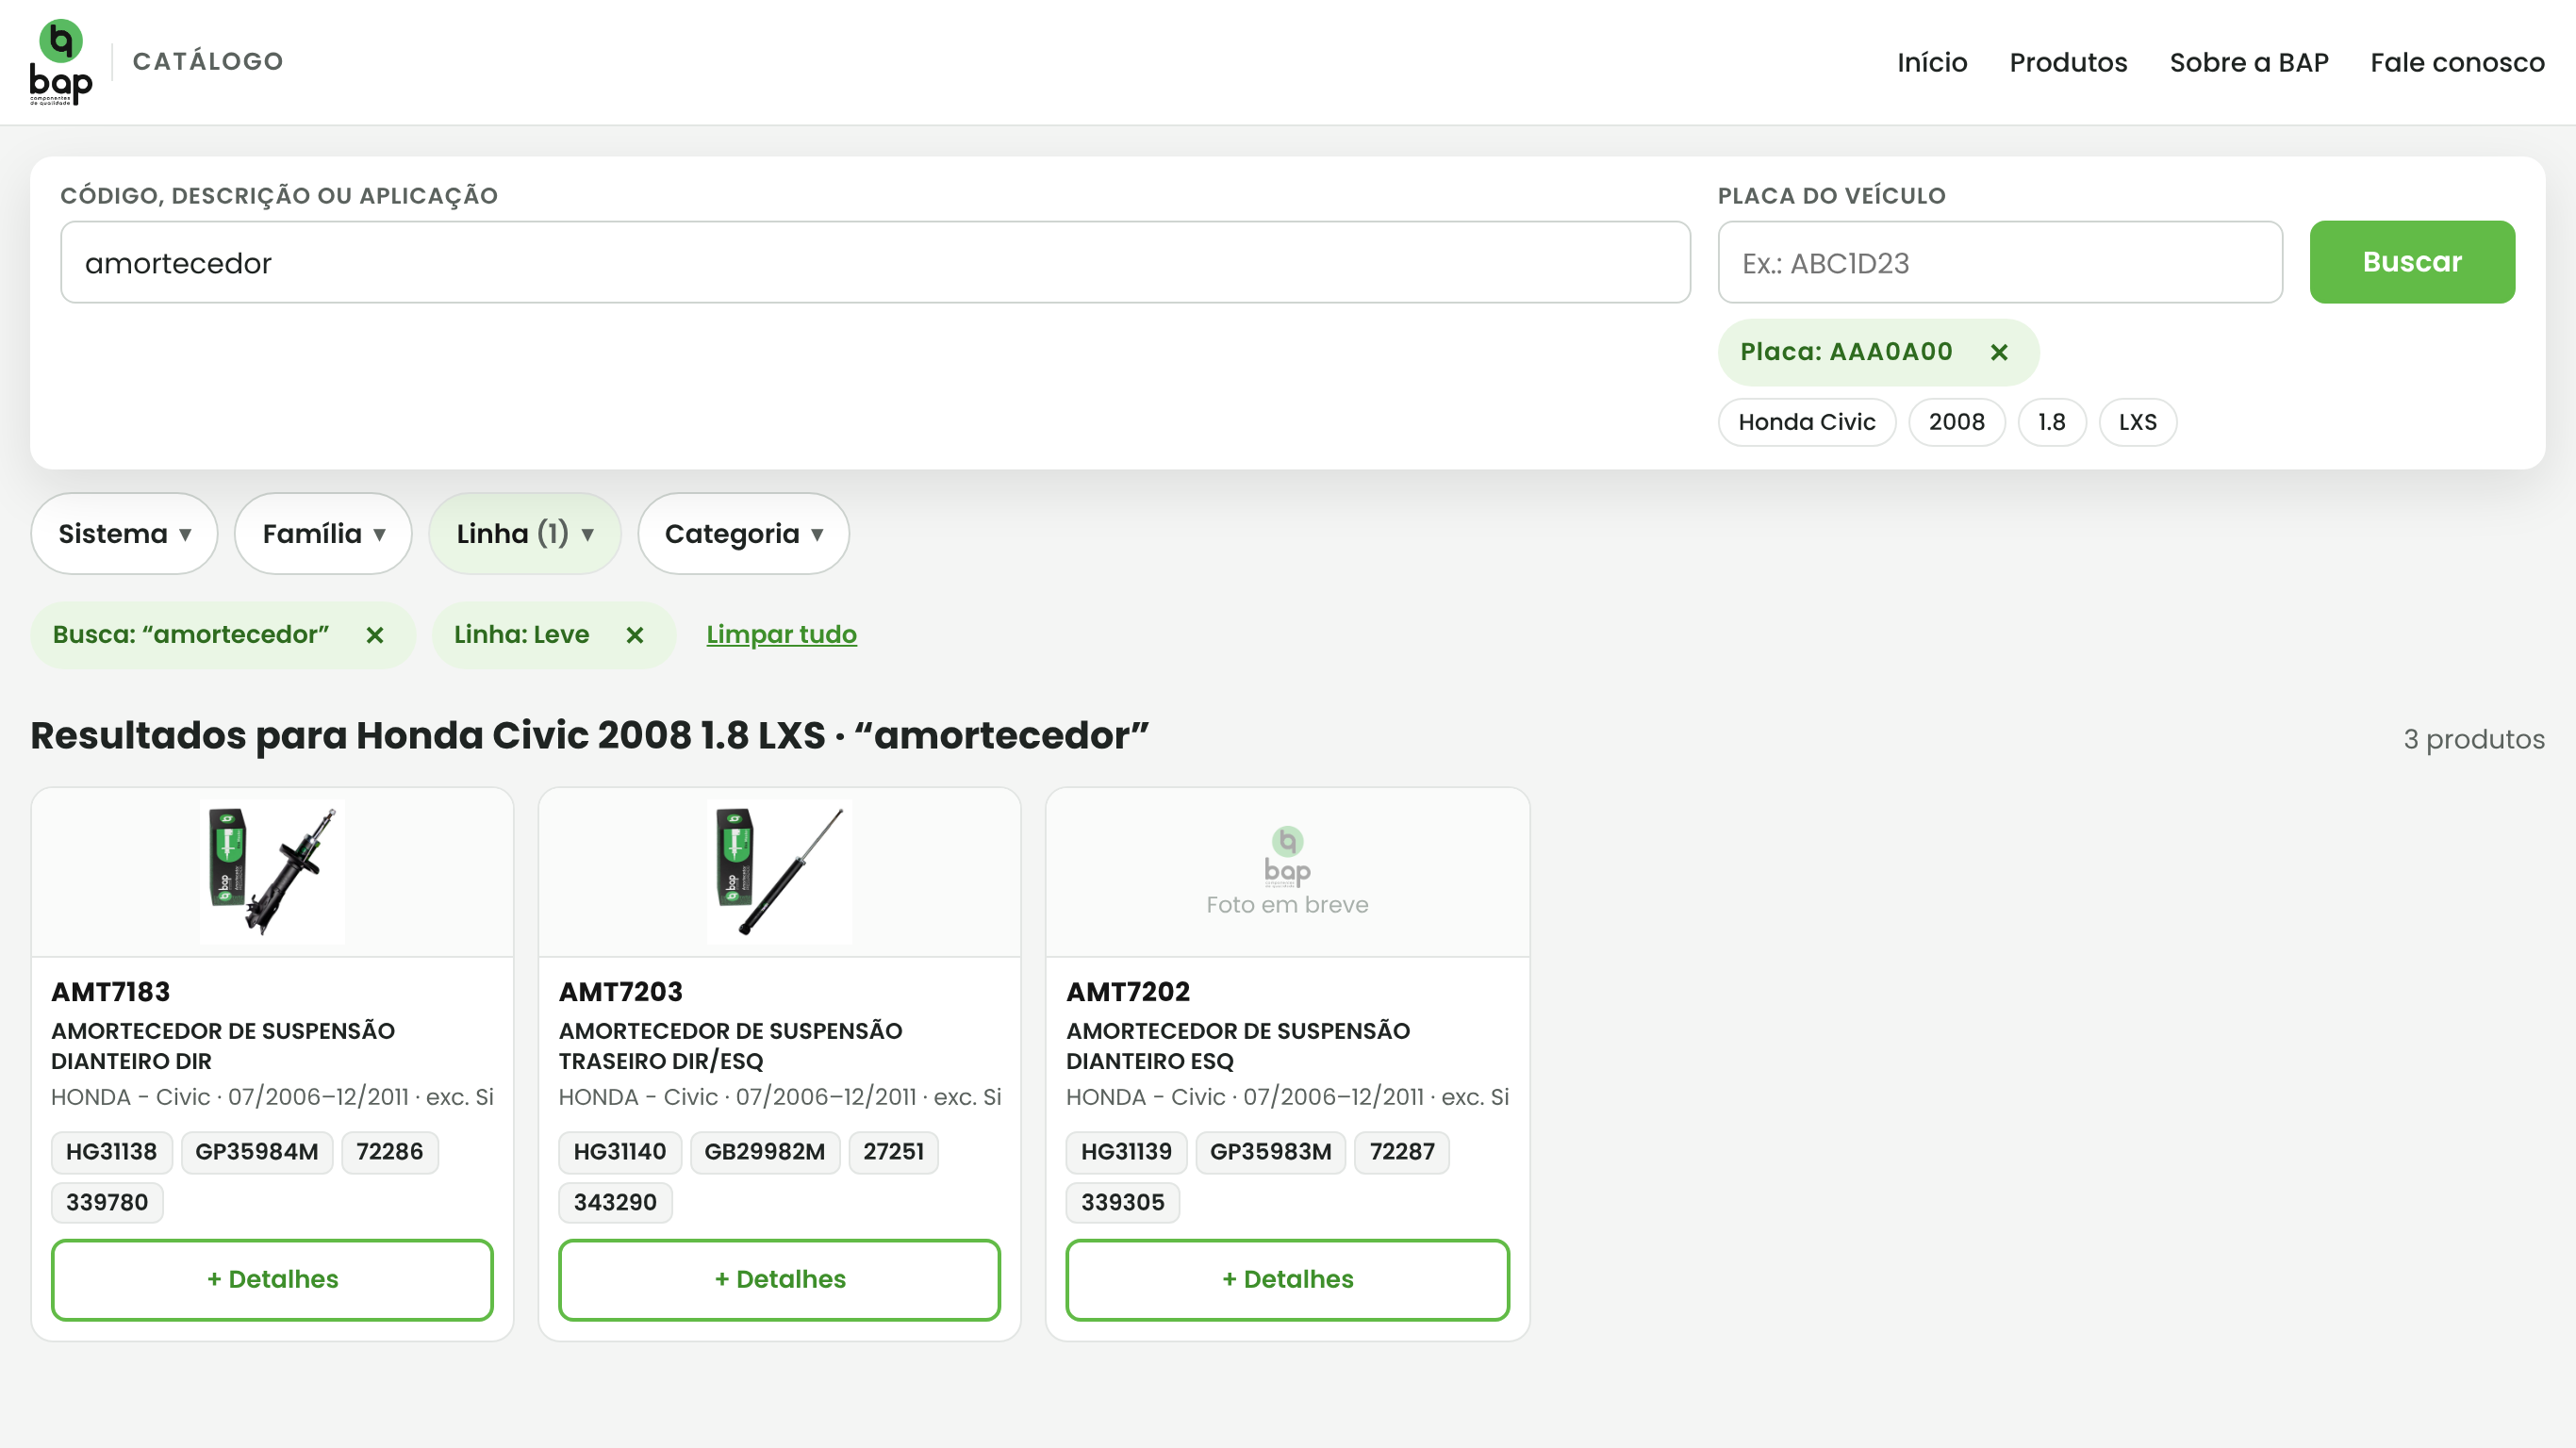 bap
componentes
de qualidade
CATÁLOGO
Início
Produtos
Sobre a BAP
Fale conosco
CÓDIGO, DESCRIÇÃO OU APLICAÇÃO
amortecedor
PLACA DO VEÍCULO
Ex.: ABC1D23
Buscar
Placa: AAA0A00 ✕
Honda Civic
2008
1.8
LXS
Sistema ▾
Família ▾
Linha (1) ▾
Categoria ▾
Busca: “amortecedor” ✕
Linha: Leve ✕
Limpar tudo
Resultados para Honda Civic 2008 1.8 LXS · “amortecedor”
3 produtos
bap
AMT7183
AMORTECEDOR DE SUSPENSÃO
DIANTEIRO DIR
HONDA - Civic · 07/2006–12/2011 · exc. Si
HG31138
GP35984M
72286
339780
+ Detalhes
bap
AMT7203
AMORTECEDOR DE SUSPENSÃO
TRASEIRO DIR/ESQ
HONDA - Civic · 07/2006–12/2011 · exc. Si
HG31140
GB29982M
27251
343290
+ Detalhes
bap
Foto em breve
AMT7202
AMORTECEDOR DE SUSPENSÃO
DIANTEIRO ESQ
HONDA - Civic · 07/2006–12/2011 · exc. Si
HG31139
GP35983M
72287
339305
+ Detalhes